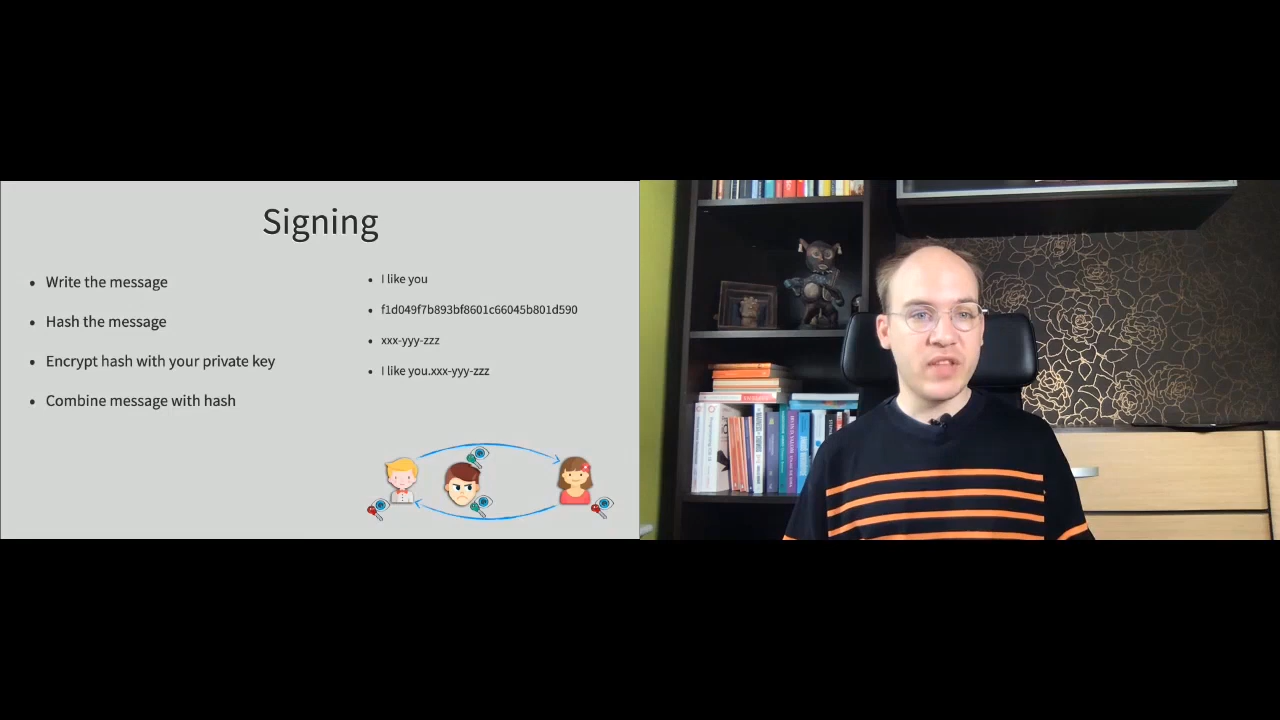 Signing
Write the message
Hash the message
Encrypt hash with your private key
Combine message with hash
I like you
f1d049f7b893bf8601c66045b801d590
xxx-yyy-zzz
I like you.xxx-yyy-zzz